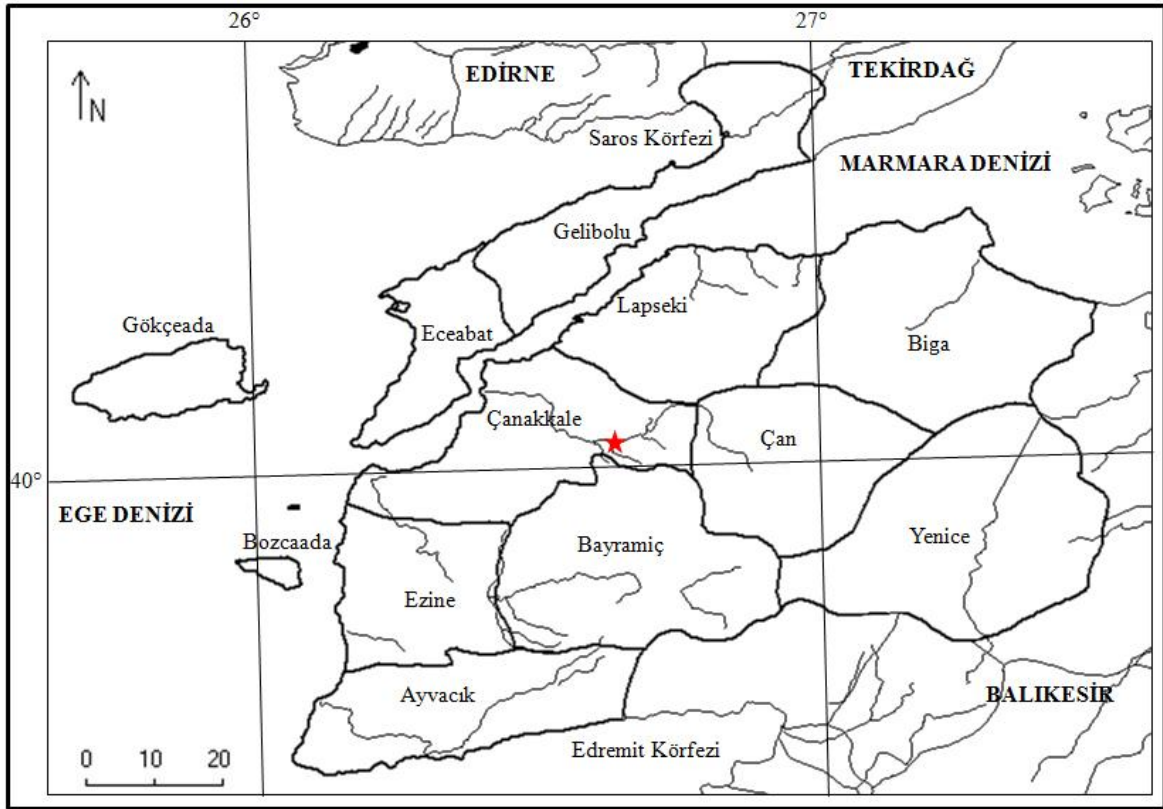 26°
27°
N
EDİRNE
TEKİRDAĞ
Saros Körfezi
MARMARA DENİZİ
Gelibolu
Lapseki
Gökçeada
Eceabat
Biga
Çanakkale
Çan
40°
EGE DENİZİ
Bozcaada
Bayramiç
Yenice
Ezine
Ayvacık
BALIKESİR
Edremit Körfezi
0 10 20